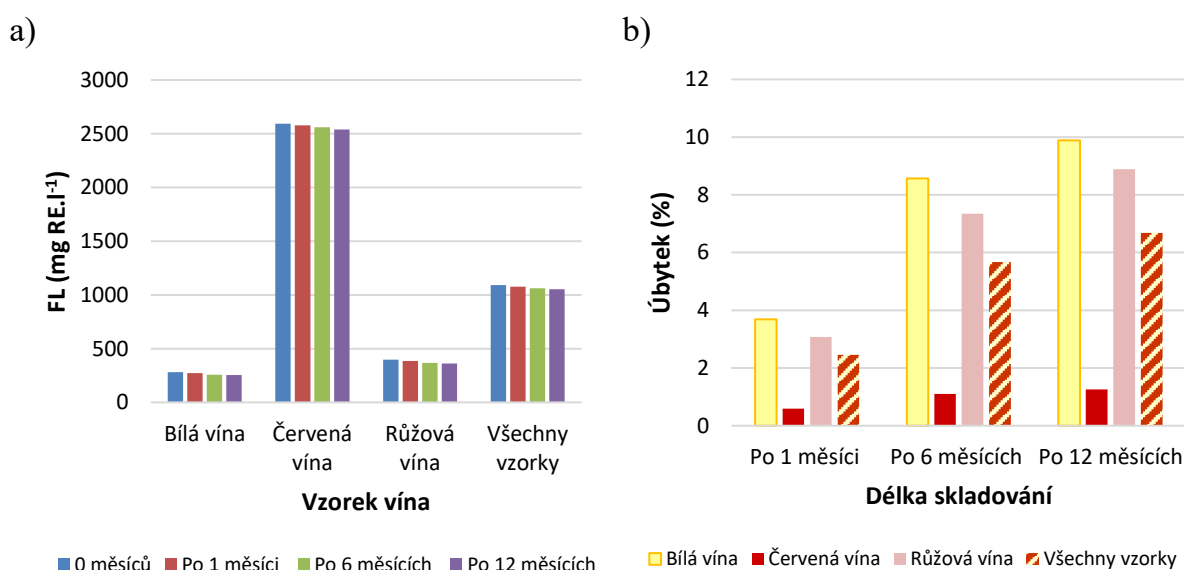 a)
3000
2500
2000
1500
1000
500
0
FL (mg RE.l⁻¹)
Bílá vína
Červená vína
Růžová vína
Všechny vzorky
Vzorek vína
0 měsíců
Po 1 měsíci
Po 6 měsících
Po 12 měsících
b)
12
10
8
6
4
2
0
Úbytek (%)
Po 1 měsíci
Po 6 měsících
Po 12 měsících
Délka skladování
Bílá vína
Červená vína
Růžová vína
Všechny vzorky